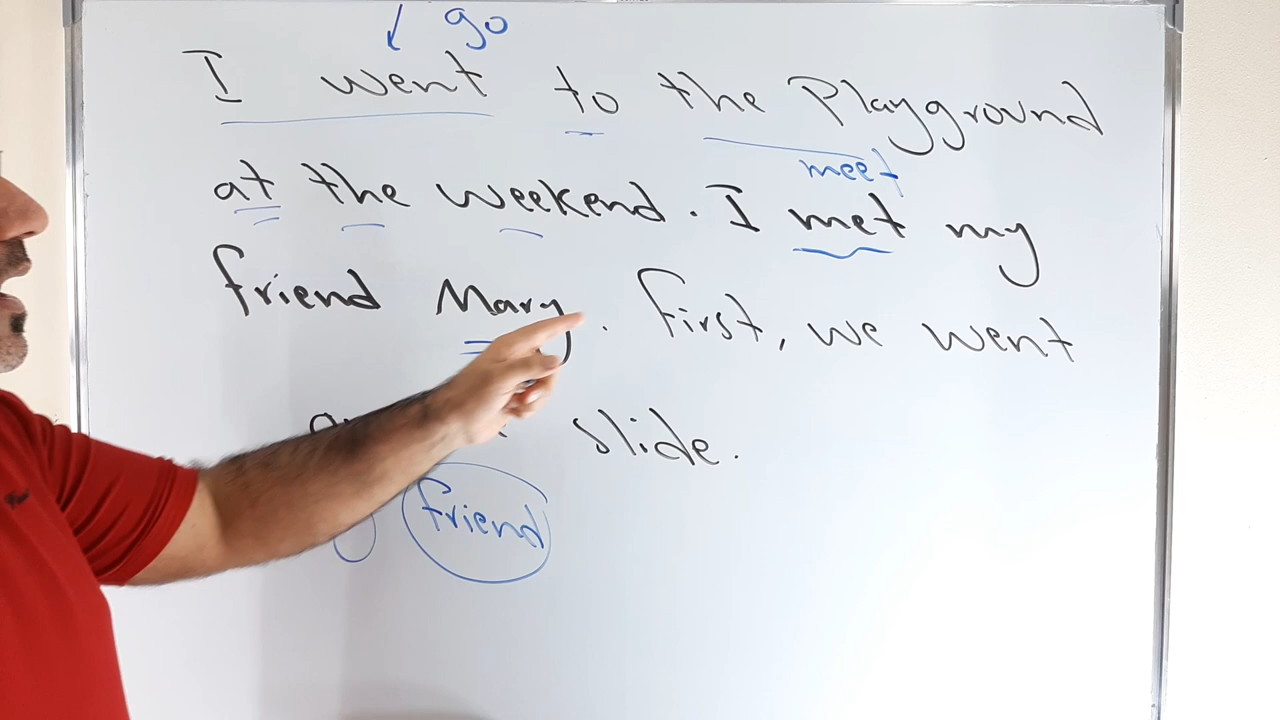 go
I went to the Playground
meet
at the weekend. I met my
friend Mary. First, we went
slide.
friend